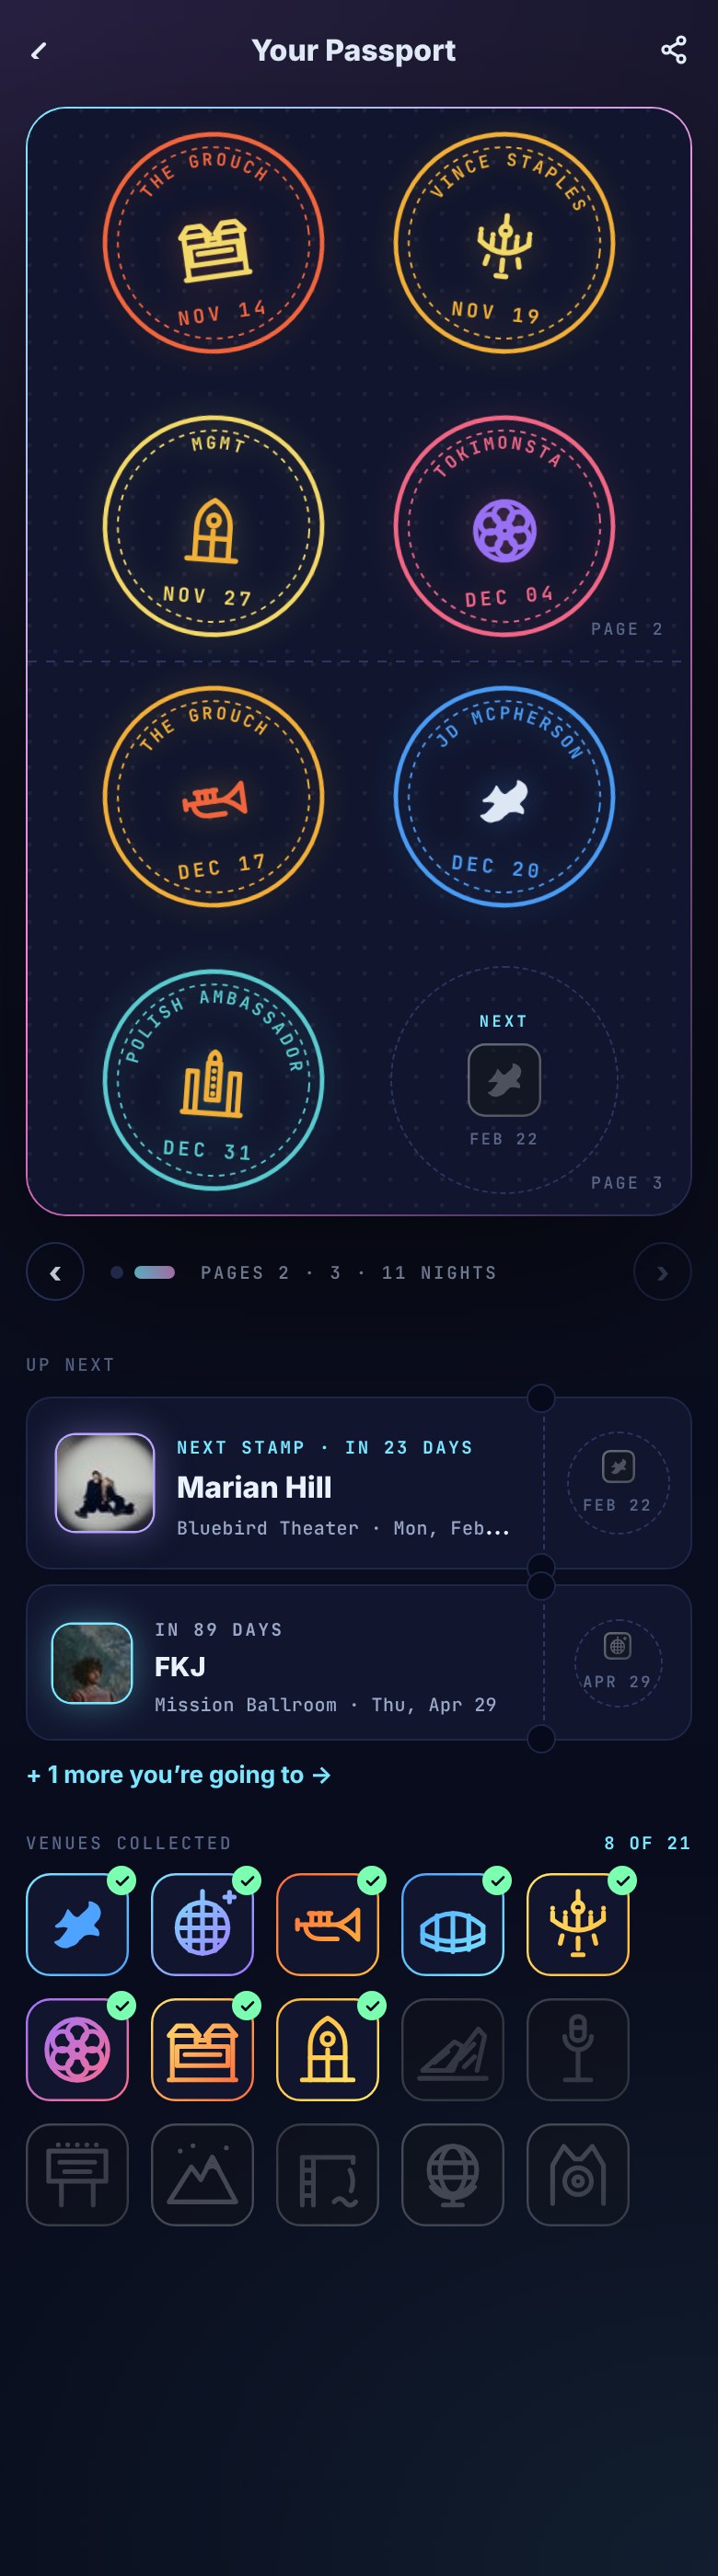 Your Passport
THE GROUCH
NOV 14
VINCE STAPLES
NOV 19
MGMT
NOV 27
TOKIMONSTA
DEC 04
PAGE 2
THE GROUCH
DEC 17
JD MCPHERSON
DEC 20
POLISH AMBASSADOR
DEC 31
NEXT
FEB 22
PAGE 3
PAGES 2 · 3 · 11 NIGHTS
UP NEXT
NEXT STAMP · IN 23 DAYS
Marian Hill
Bluebird Theater · Mon, Feb...
FEB 22
IN 89 DAYS
FKJ
Mission Ballroom · Thu, Apr 29
APR 29
+ 1 more you’re going to →
VENUES COLLECTED
8 OF 21